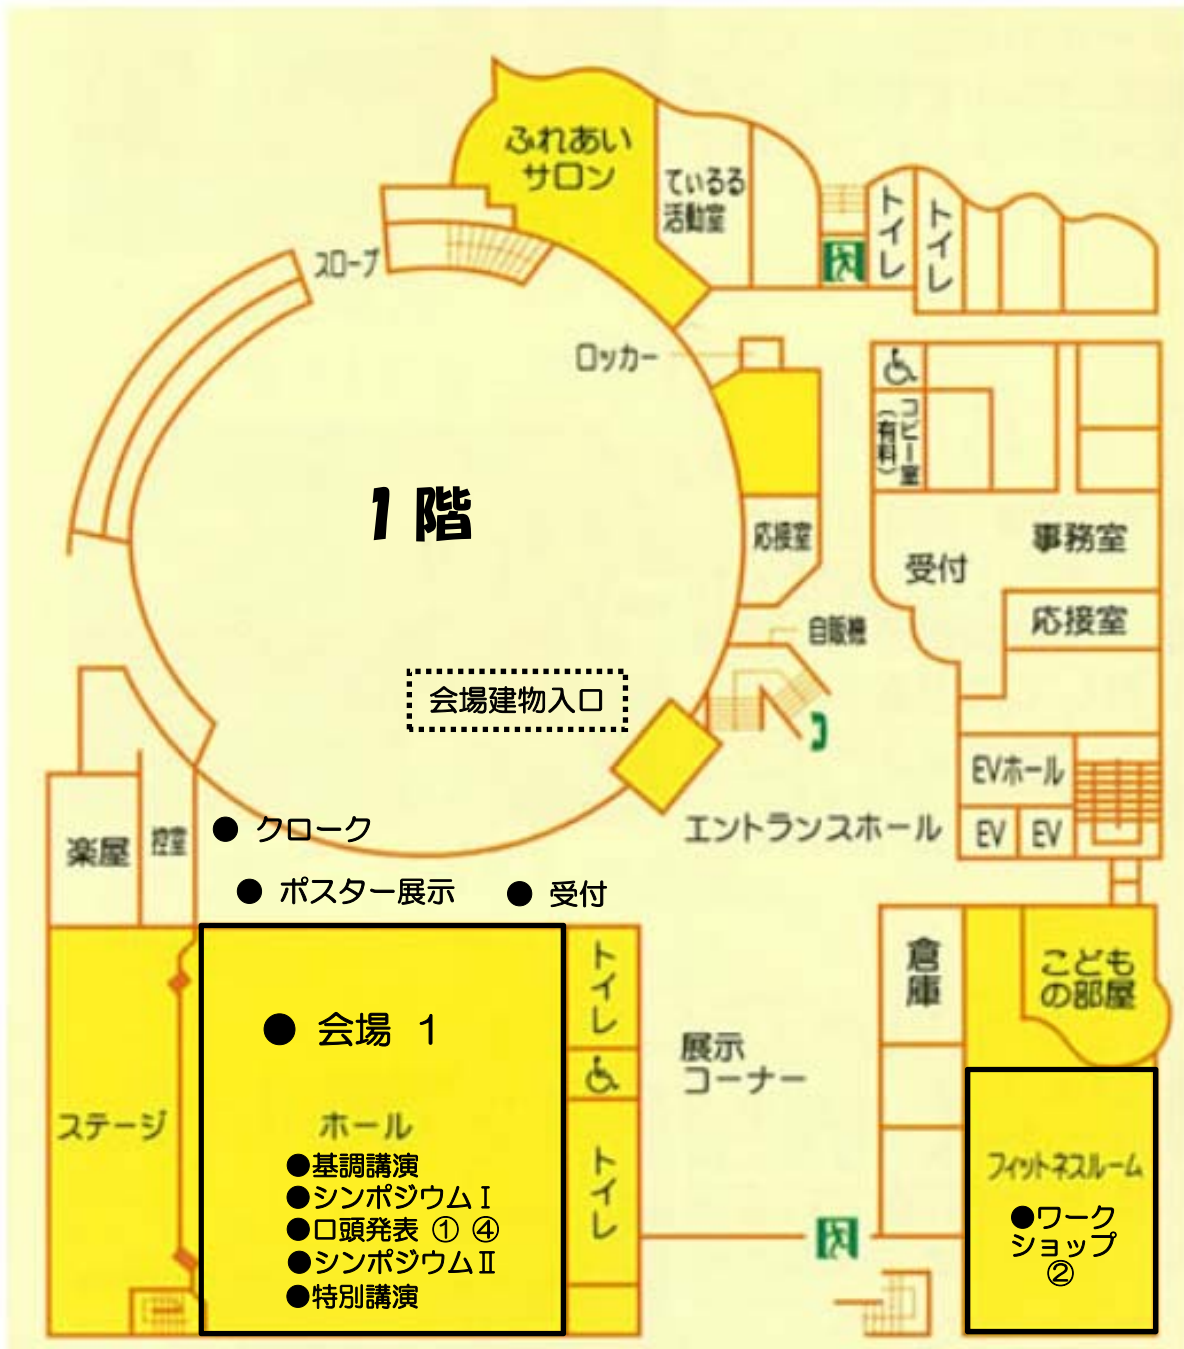 ふれあい
サロン
ているる
活動室
トイレ
トイレ
スロープ
ロッカー
コピー室
(有料)
1階
応接室
事務室
受付
応接室
自販機
会場建物入口
EVホール
EV
EV
エントランスホール
楽屋
控室
● クローク
● ポスター展示
● 受付
トイレ
倉庫
こども
の部屋
● 会場 1
展示
コーナー
ステージ
ホール
●基調講演
●シンポジウムⅠ
●口頭発表 ① ④
●シンポジウムⅡ
●特別講演
トイレ
フィットネスルーム
●ワーク
ショップ
②